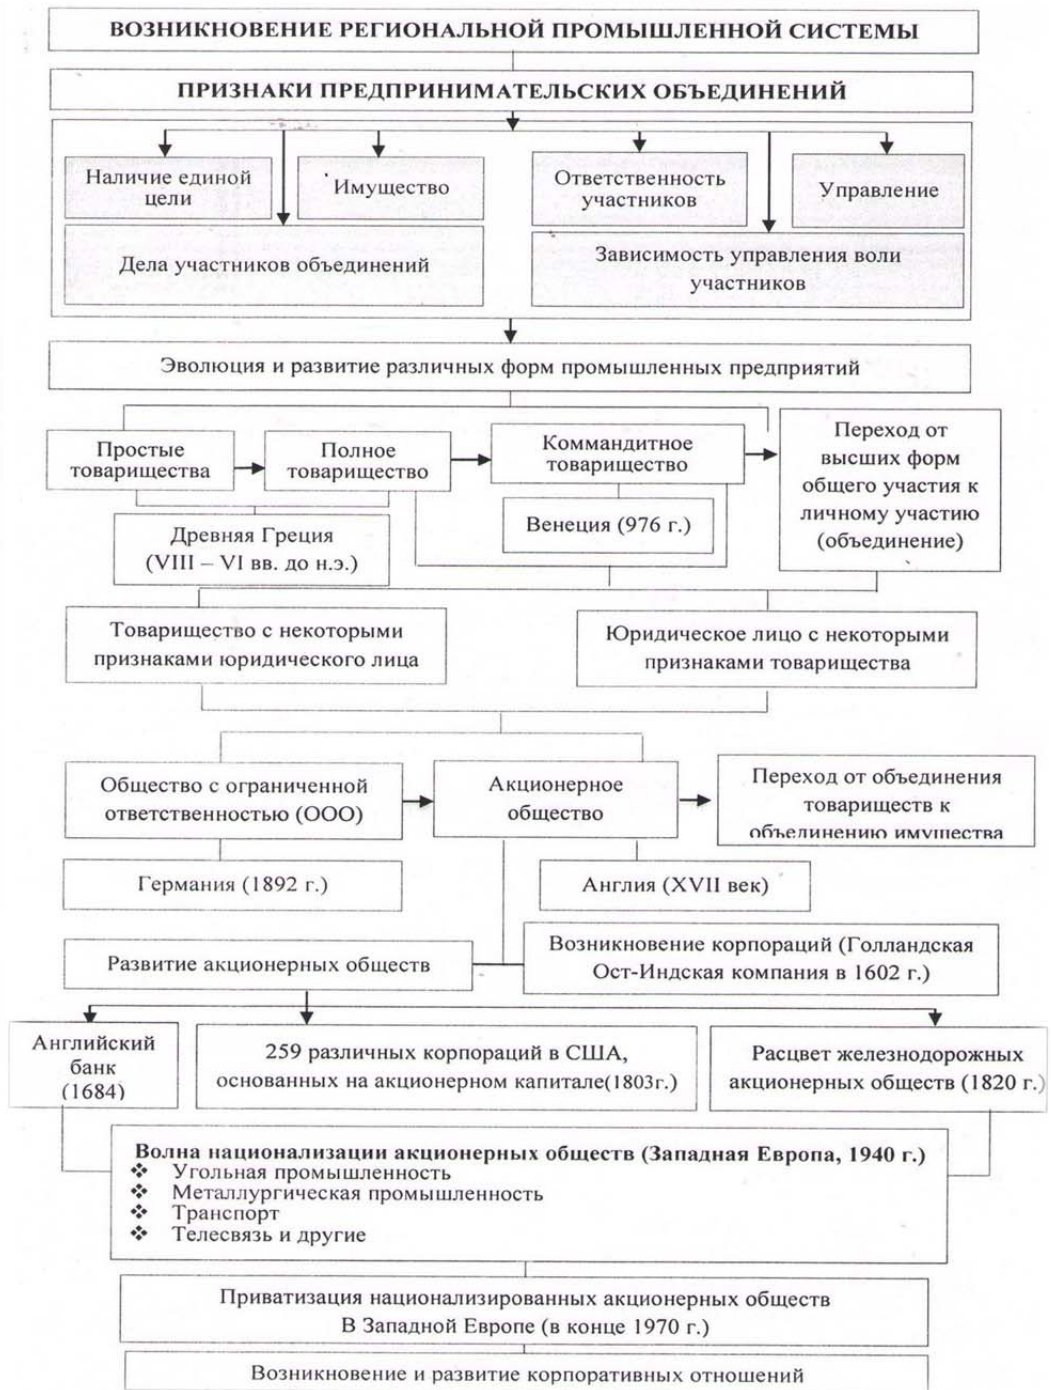 ВОЗНИКНОВЕНИЕ РЕГИОНАЛЬНОЙ ПРОМЫШЛЕННОЙ СИСТЕМЫ
ПРИЗНАКИ ПРЕДПРИНИМАТЕЛЬСКИХ ОБЪЕДИНЕНИЙ
Наличие единой
цели
Имущество
Ответственность
участников
Управление
Дела участников объединений
Зависимость управления воли
участников
Эволюция и развитие различных форм промышленных предприятий
Простые
товарищества
Полное
товарищество
Коммандитное
товарищество
Переход от
высших форм
общего участия к
личному участию
(объединение)
Древняя Греция
(VIII – VI вв. до н.э.)
Венеция (976 г.)
Товарищество с некоторыми
признаками юридического лица
Юридическое лицо с некоторыми
признаками товарищества
Общество с ограниченной
ответственностью (ООО)
Акционерное
общество
Переход от объединения
товариществ к
объединению имущества
Германия (1892 г.)
Англия (XVII век)
Развитие акционерных обществ
Возникновение корпораций (Голландская
Ост-Индская компания в 1602 г.)
Английский
банк
(1684)
259 различных корпораций в США,
основанных на акционерном капитале(1803г.)
Расцвет железнодорожных
акционерных обществ (1820 г.)
Волна национализации акционерных обществ (Западная Европа, 1940 г.)
❖ Угольная промышленность
❖ Металлургическая промышленность
❖ Транспорт
❖ Телесвязь и другие
Приватизация национализированных акционерных обществ
В Западной Европе (в конце 1970 г.)
Возникновение и развитие корпоративных отношений